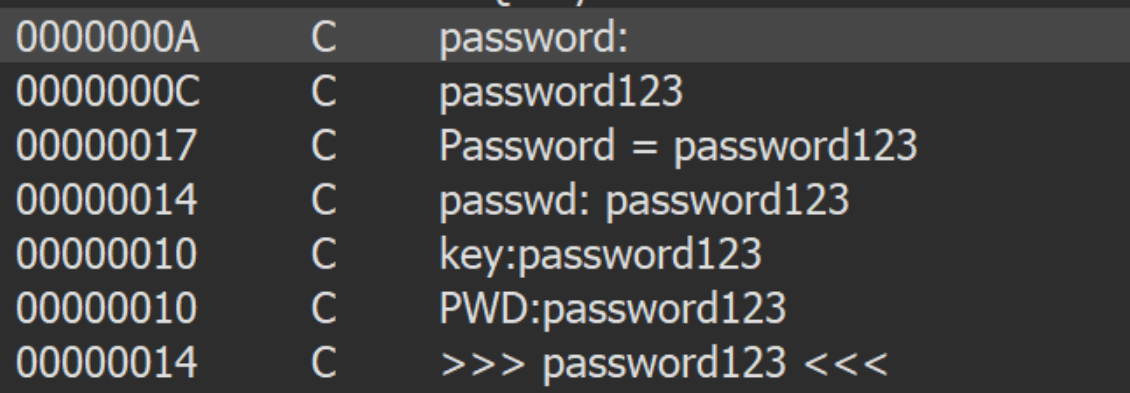 0000000A C password:
0000000C C password123
00000017 C Password = password123
00000014 C passwd: password123
00000010 C key:password123
00000010 C PWD:password123
00000014 C >>> password123 <<<